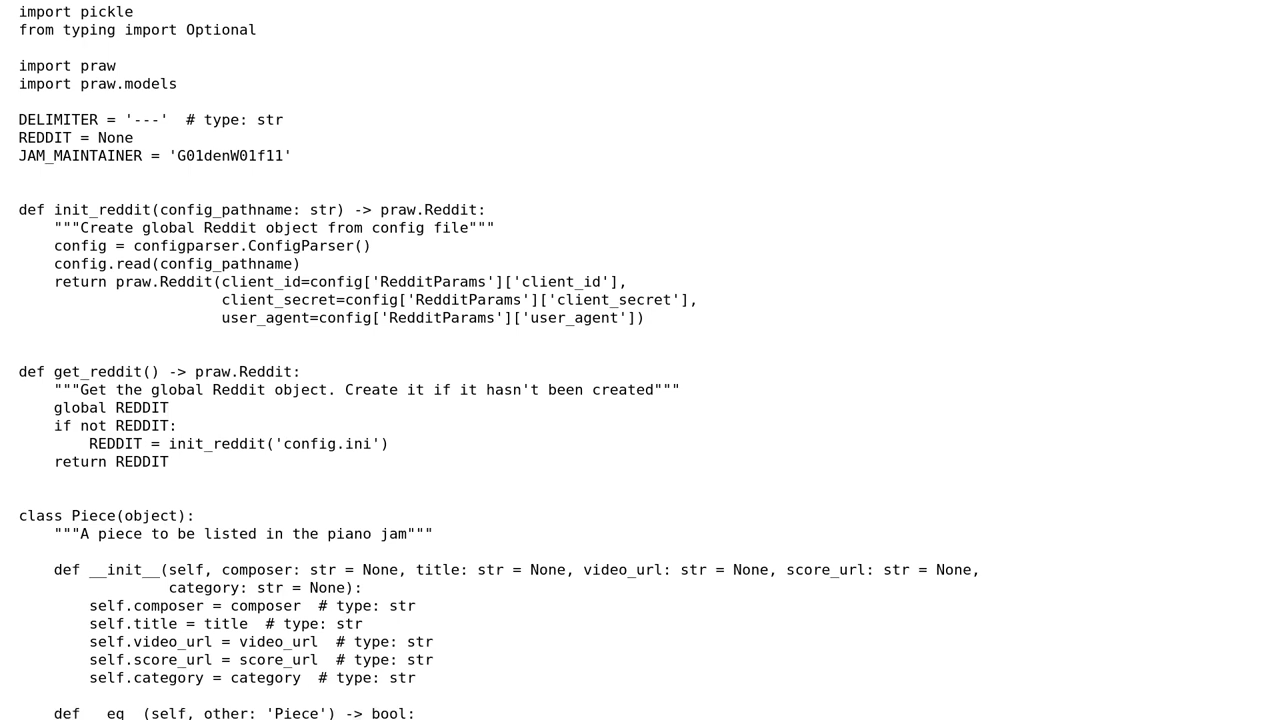 import pickle
from typing import Optional

import praw
import praw.models

DELIMITER = '---'  # type: str
REDDIT = None
JAM_MAINTAINER = 'G01denW01f11'


def init_reddit(config_pathname: str) -> praw.Reddit:
    """Create global Reddit object from config file"""
    config = configparser.ConfigParser()
    config.read(config_pathname)
    return praw.Reddit(client_id=config['RedditParams']['client_id'],
                       client_secret=config['RedditParams']['client_secret'],
                       user_agent=config['RedditParams']['user_agent'])


def get_reddit() -> praw.Reddit:
    """Get the global Reddit object. Create it if it hasn't been created"""
    global REDDIT
    if not REDDIT:
        REDDIT = init_reddit('config.ini')
    return REDDIT


class Piece(object):
    """A piece to be listed in the piano jam"""

    def __init__(self, composer: str = None, title: str = None, video_url: str = None, score_url: str = None,
                 category: str = None):
        self.composer = composer  # type: str
        self.title = title  # type: str
        self.video_url = video_url  # type: str
        self.score_url = score_url  # type: str
        self.category = category  # type: str

    def __eq__(self, other: 'Piece') -> bool: